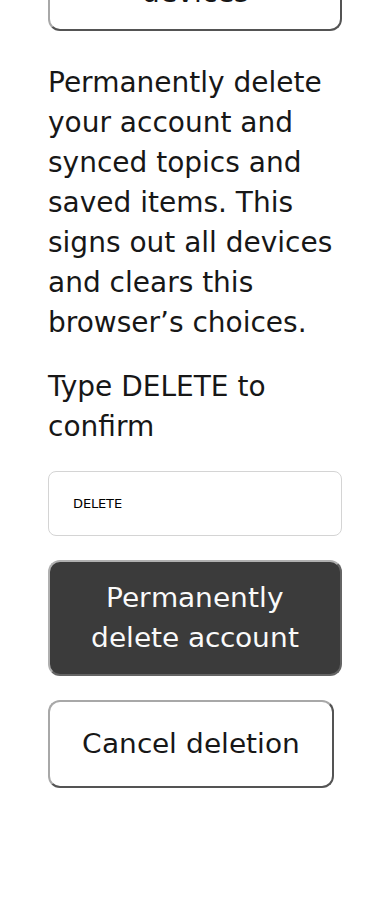 devices
Permanently delete
your account and
synced topics and
saved items. This
signs out all devices
and clears this
browser’s choices.
Type DELETE to
confirm
DELETE
Permanently
delete account
Cancel deletion